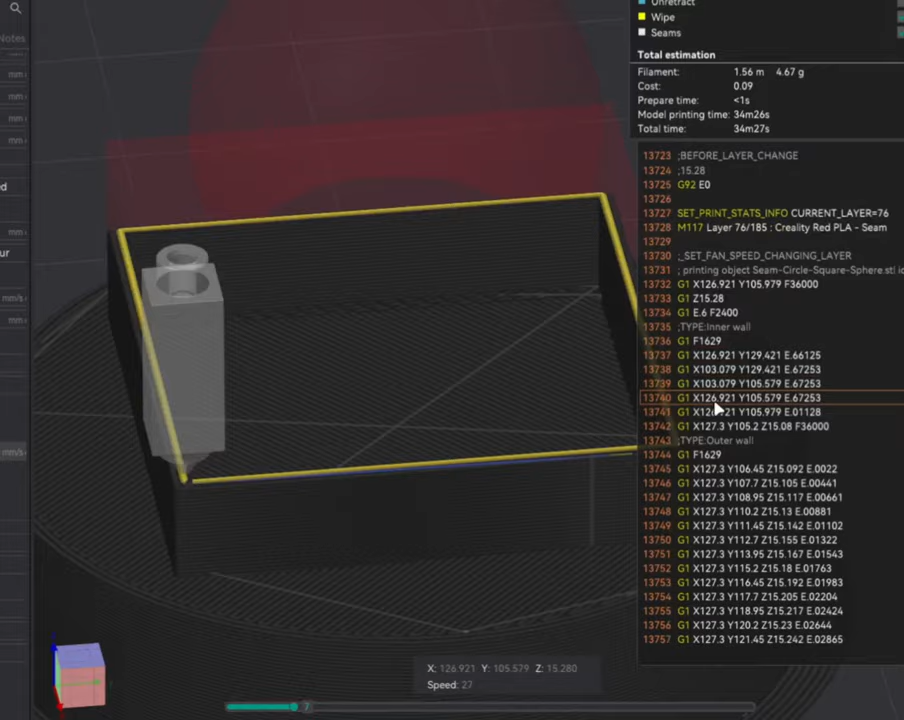 Notes
mm
mm
mm
mm
mm/s
mm
mm/s
Unretract
Wipe
Seams
Total estimation
Filament: 1.56 m 4.67 g
Cost: 0.09
Prepare time: <1s
Model printing time: 34m26s
Total time: 34m27s
13723 ;BEFORE_LAYER_CHANGE
13724 ;15.28
13725 G92 E0
13726
13727 SET_PRINT_STATS_INFO CURRENT_LAYER=76
13728 M117 Layer 76/185 : Creality Red PLA - Seam
13729
13730 ;_SET_FAN_SPEED_CHANGING_LAYER
13731 ; printing object Seam-Circle-Square-Sphere.stl
13732 G1 X126.921 Y105.979 F36000
13733 G1 Z15.28
13734 G1 E.6 F2400
13735 ;TYPE:Inner wall
13736 G1 F1629
13737 G1 X126.921 Y129.421 E.66125
13738 G1 X103.079 Y129.421 E.67253
13739 G1 X103.079 Y105.579 E.67253
13740 G1 X126.921 Y105.579 E.67253
13741 G1 Y105.979 E.01128
13742 G1 X127.3 Y105.2 Z15.08 F36000
13743 ;TYPE:Outer wall
13744 G1 F1629
13745 G1 X127.3 Y106.45 Z15.092 E.0022
13746 G1 X127.3 Y107.7 Z15.105 E.00441
13747 G1 X127.3 Y108.95 Z15.117 E.00661
13748 G1 X127.3 Y110.2 Z15.13 E.00881
13749 G1 X127.3 Y111.45 Z15.142 E.01102
13750 G1 X127.3 Y112.7 Z15.155 E.01322
13751 G1 X127.3 Y113.95 Z15.167 E.01543
13752 G1 X127.3 Y115.2 Z15.18 E.01763
13753 G1 X127.3 Y116.45 Z15.192 E.01983
13754 G1 X127.3 Y117.7 Z15.205 E.02204
13755 G1 X127.3 Y118.95 Z15.217 E.02424
13756 G1 X127.3 Y120.2 Z15.23 E.02644
13757 G1 X127.3 Y121.45 Z15.242 E.02865
X: 126.921 Y: 105.579 Z: 15.280
Speed: 27
7